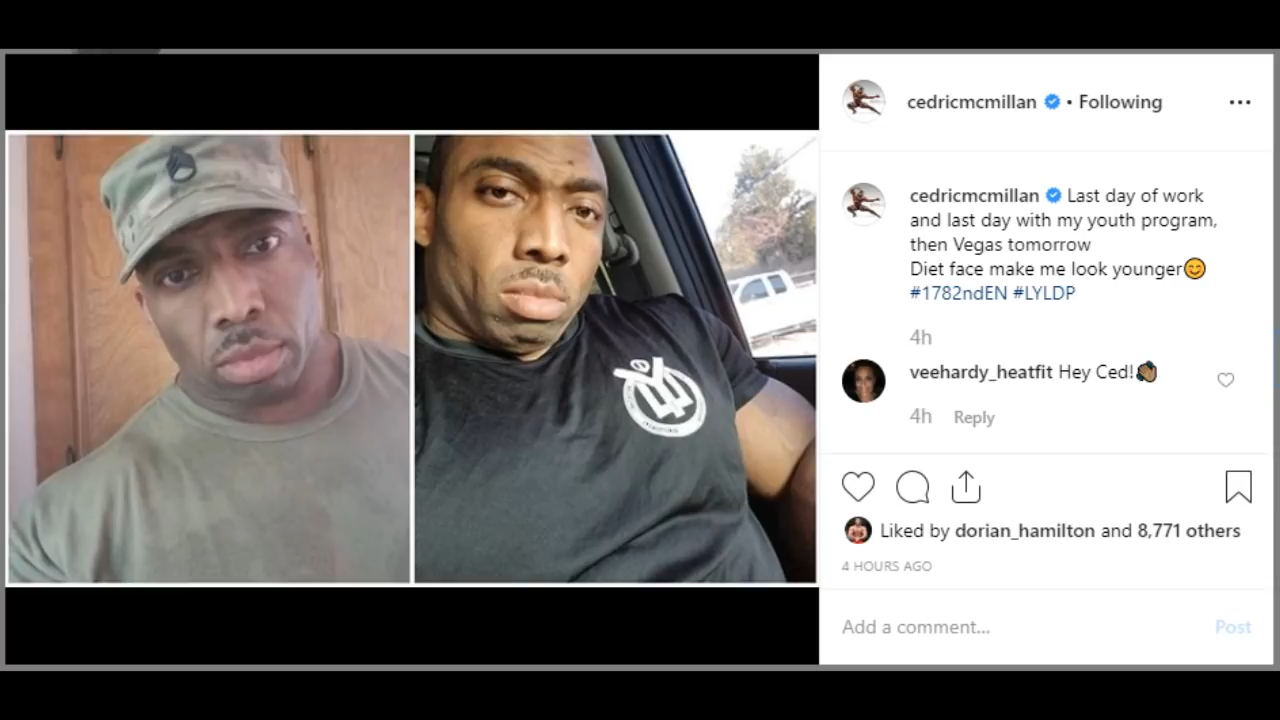 cedricmcmillan • Following
cedricmcmillan Last day of work
and last day with my youth program,
then Vegas tomorrow
Diet face make me look younger😊
#1782ndEN #LYLDP
4h
veehardy_heatfit Hey Ced!👋🏾
4h Reply
Liked by dorian_hamilton and 8,771 others
4 HOURS AGO
Add a comment... Post